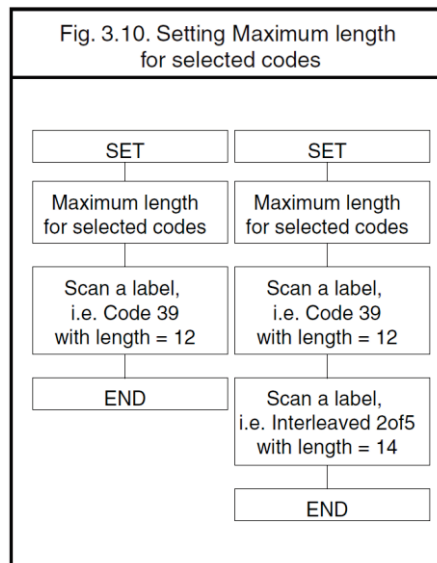 Fig. 3.10. Setting Maximum length
for selected codes
SET
Maximum length
for selected codes
Scan a label,
i.e. Code 39
with length = 12
END
SET
Maximum length
for selected codes
Scan a label,
i.e. Code 39
with length = 12
Scan a label,
i.e. Interleaved 2of5
with length = 14
END